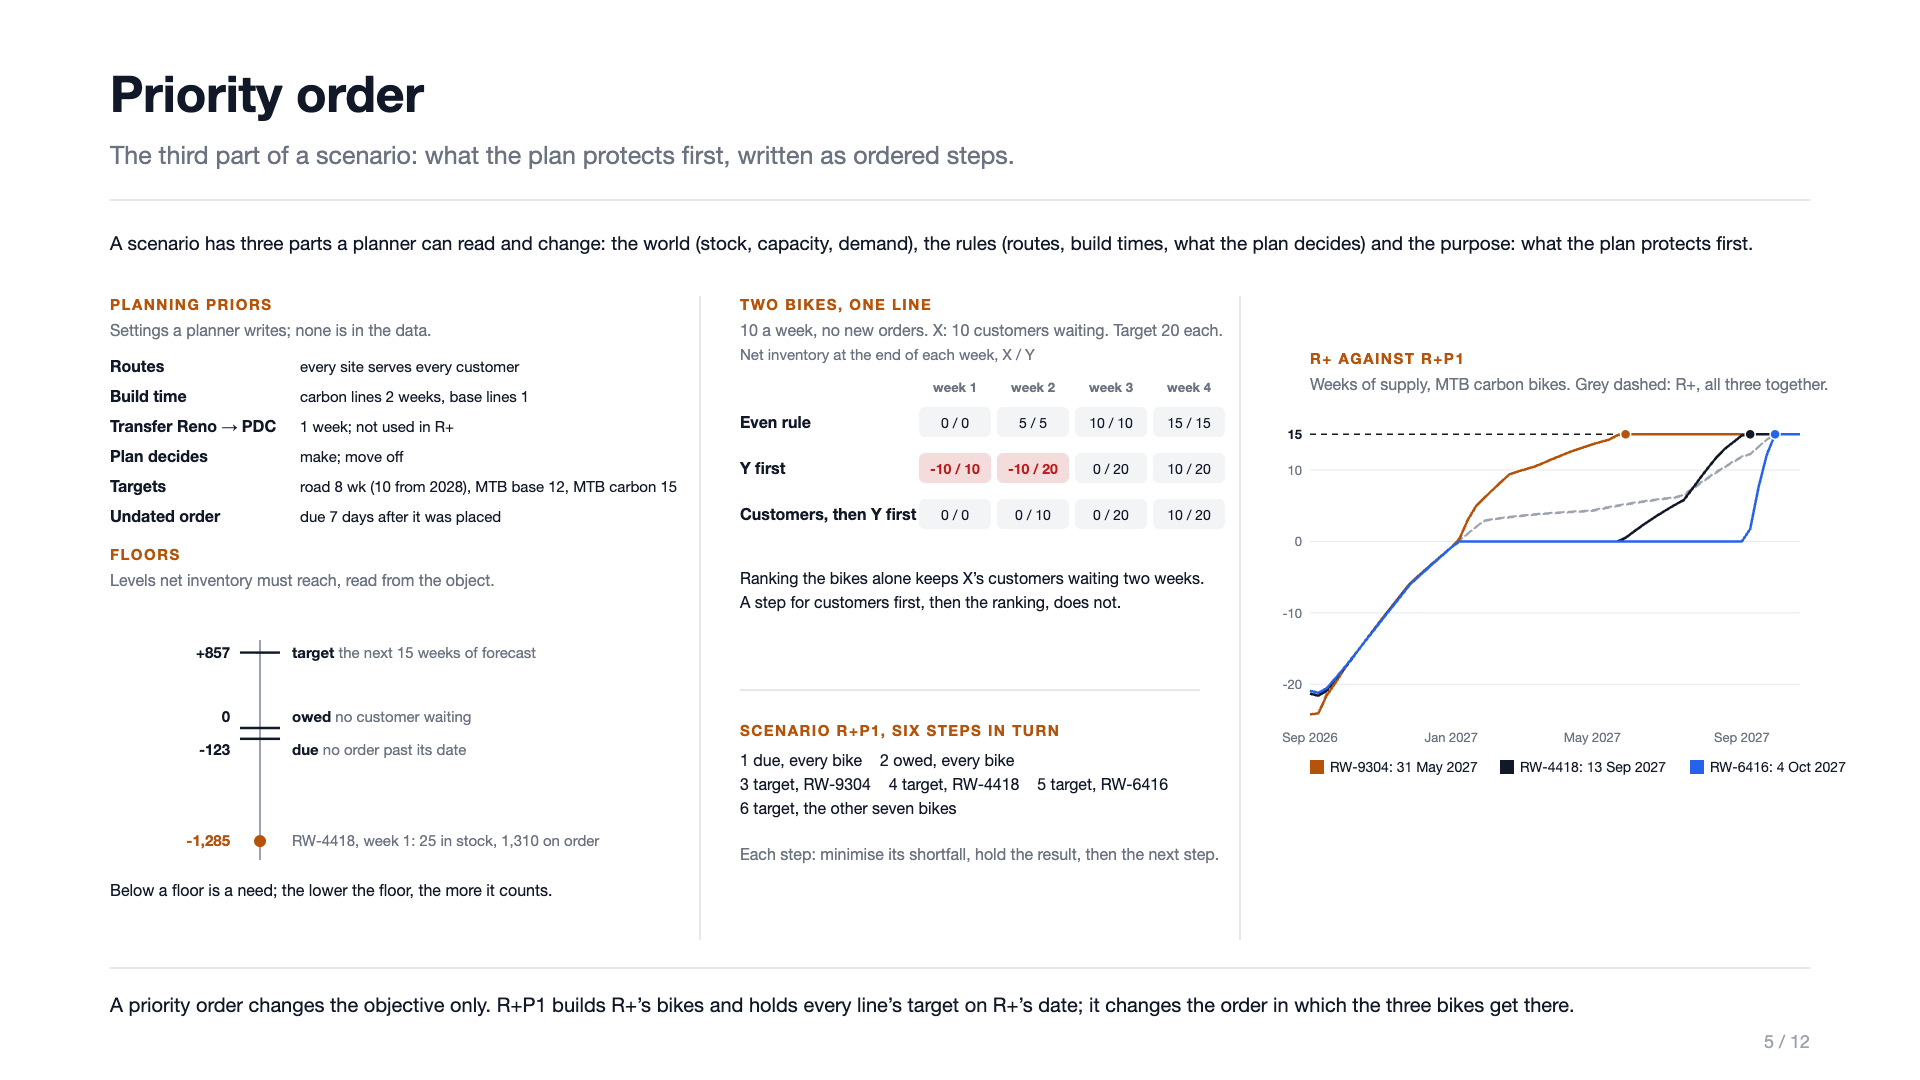 Priority order
The third part of a scenario: what the plan protects first, written as ordered steps.
A scenario has three parts a planner can read and change: the world (stock, capacity, demand), the rules (routes, build times, what the plan decides) and the purpose: what the plan protects first.
PLANNING PRIORS
Settings a planner writes; none is in the data.
Routes every site serves every customer
Build time carbon lines 2 weeks, base lines 1
Transfer Reno → PDC 1 week; not used in R+
Plan decides make; move off
Targets road 8 wk (10 from 2028), MTB base 12, MTB carbon 15
Undated order due 7 days after it was placed
FLOORS
Levels net inventory must reach, read from the object.
+857 target the next 15 weeks of forecast
0 owed no customer waiting
-123 due no order past its date
-1,285 RW-4418, week 1: 25 in stock, 1,310 on order
Below a floor is a need; the lower the floor, the more it counts.
TWO BIKES, ONE LINE
10 a week, no new orders. X: 10 customers waiting. Target 20 each.
Net inventory at the end of each week, X / Y
week 1 week 2 week 3 week 4
Even rule 0 / 0 5 / 5 10 / 10 15 / 15
Y first -10 / 10 -10 / 20 0 / 20 10 / 20
Customers, then Y first 0 / 0 0 / 10 0 / 20 10 / 20
Ranking the bikes alone keeps X’s customers waiting two weeks.
A step for customers first, then the ranking, does not.
SCENARIO R+P1, SIX STEPS IN TURN
1 due, every bike 2 owed, every bike
3 target, RW-9304 4 target, RW-4418 5 target, RW-6416
6 target, the other seven bikes
Each step: minimise its shortfall, hold the result, then the next step.
R+ AGAINST R+P1
Weeks of supply, MTB carbon bikes. Grey dashed: R+, all three together.
15
10
0
-10
-20
Sep 2026 Jan 2027 May 2027 Sep 2027
RW-9304: 31 May 2027 RW-4418: 13 Sep 2027 RW-6416: 4 Oct 2027
A priority order changes the objective only. R+P1 builds R+’s bikes and holds every line’s target on R+’s date; it changes the order in which the three bikes get there.
5 / 12